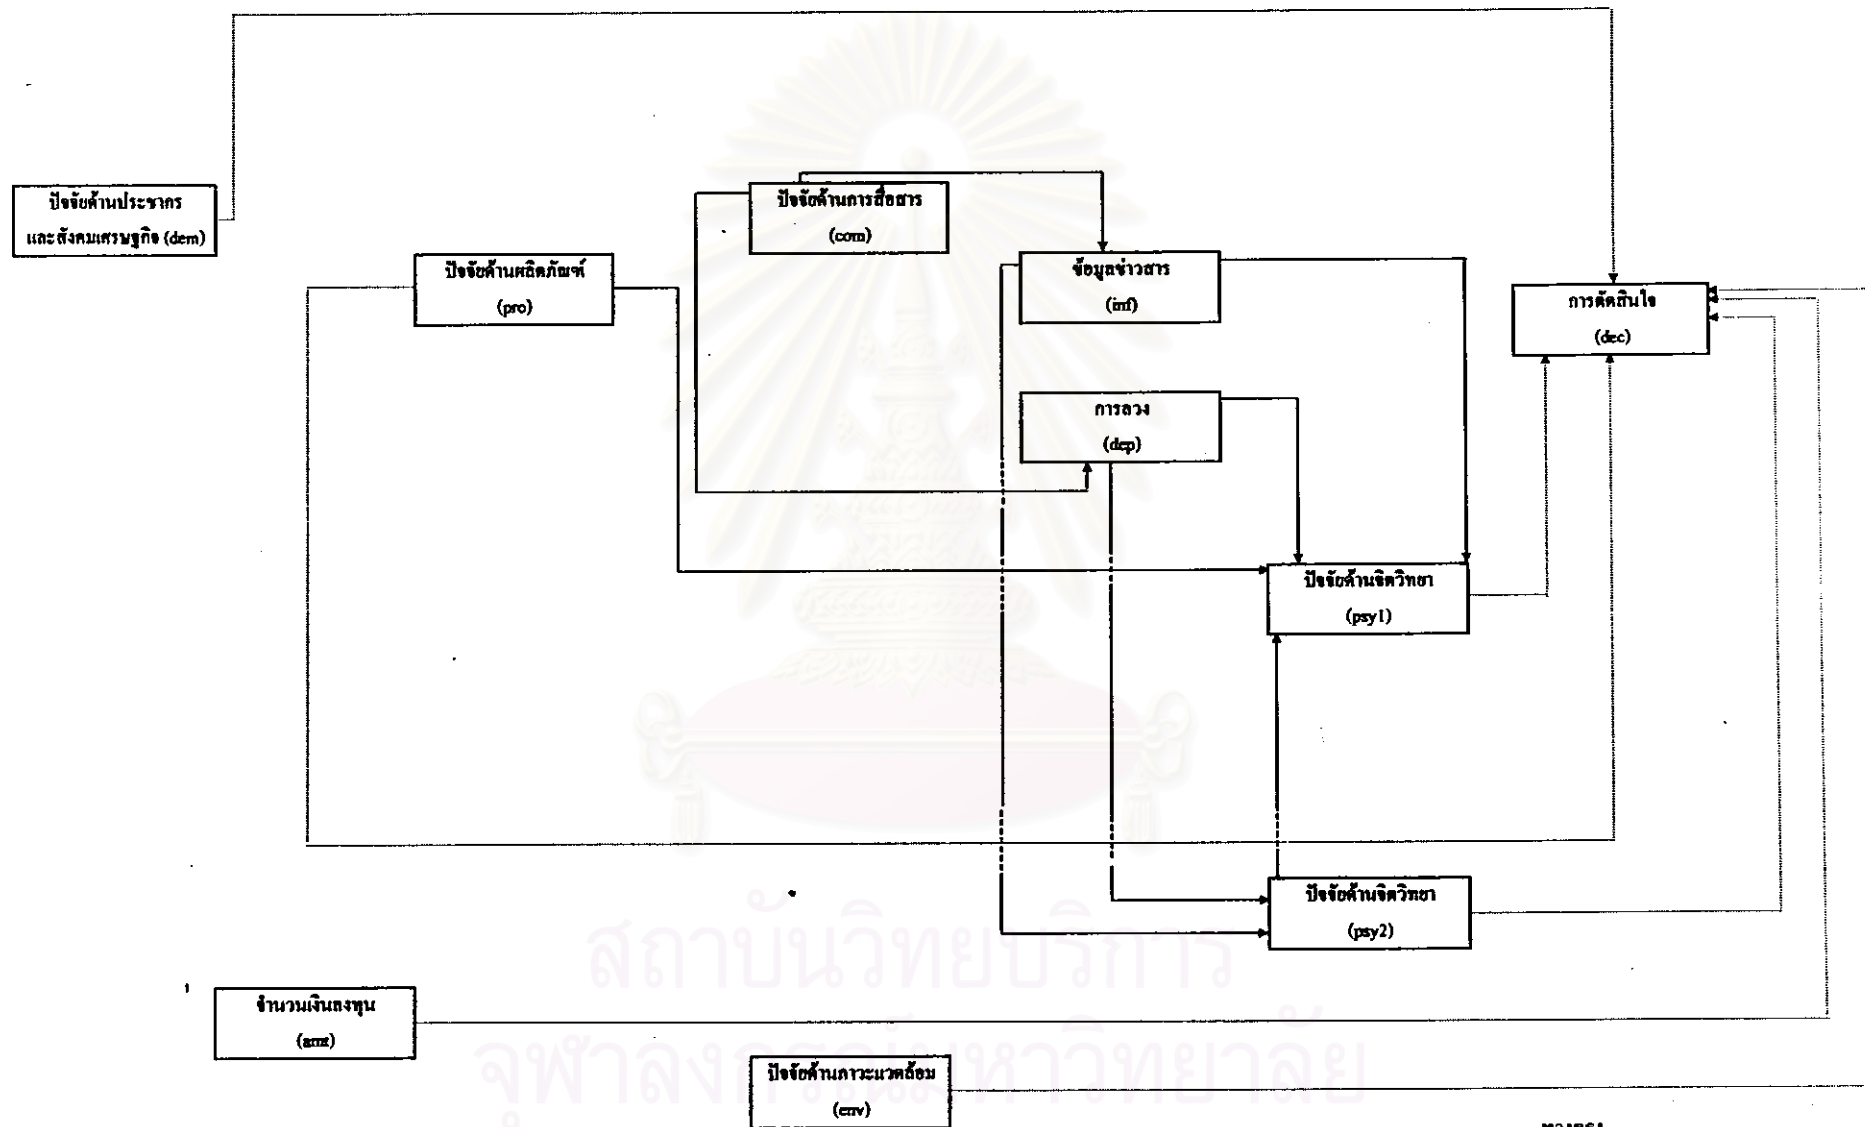 ปัจจัยด้านประชากร
และสังคมเศรษฐกิจ (dem)
ปัจจัยด้านการสื่อสาร
(com)
ปัจจัยด้านผลิตภัณฑ์
(pro)
ข้อมูลข่าวสาร
(inf)
การตัดสินใจ
(dec)
การลวง
(dep)
ปัจจัยด้านจิตวิทยา
(psy1)
ปัจจัยด้านจิตวิทยา
(psy2)
จำนวนเงินลงทุน
(amt)
ปัจจัยด้านภาวะแวดล้อม
(env)
สถาบันวิทยบริการ
จุฬาลงกรณ์มหาวิทยาลัย